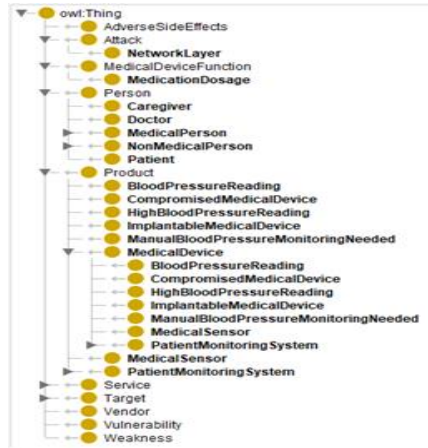 owl:Thing
AdverseSideEffects
Attack
NetworkLayer
MedicalDeviceFunction
MedicationDosage
Person
Caregiver
Doctor
MedicalPerson
NonMedicalPerson
Patient
Product
BloodPressureReading
CompromisedMedicalDevice
HighBloodPressureReading
ImplantableMedicalDevice
ManualBloodPressureMonitoringNeeded
MedicalDevice
BloodPressureReading
CompromisedMedicalDevice
HighBloodPressureReading
ImplantableMedicalDevice
ManualBloodPressureMonitoringNeeded
MedicalSensor
PatientMonitoringSystem
MedicalSensor
PatientMonitoringSystem
Service
Target
Vendor
Vulnerability
Weakness